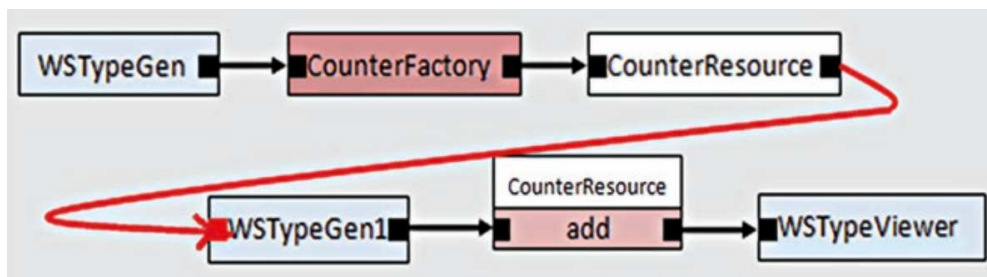 WSTypeGen
CounterFactory
CounterResource
WSTypeGen1
CounterResource
add
WSTypeViewer